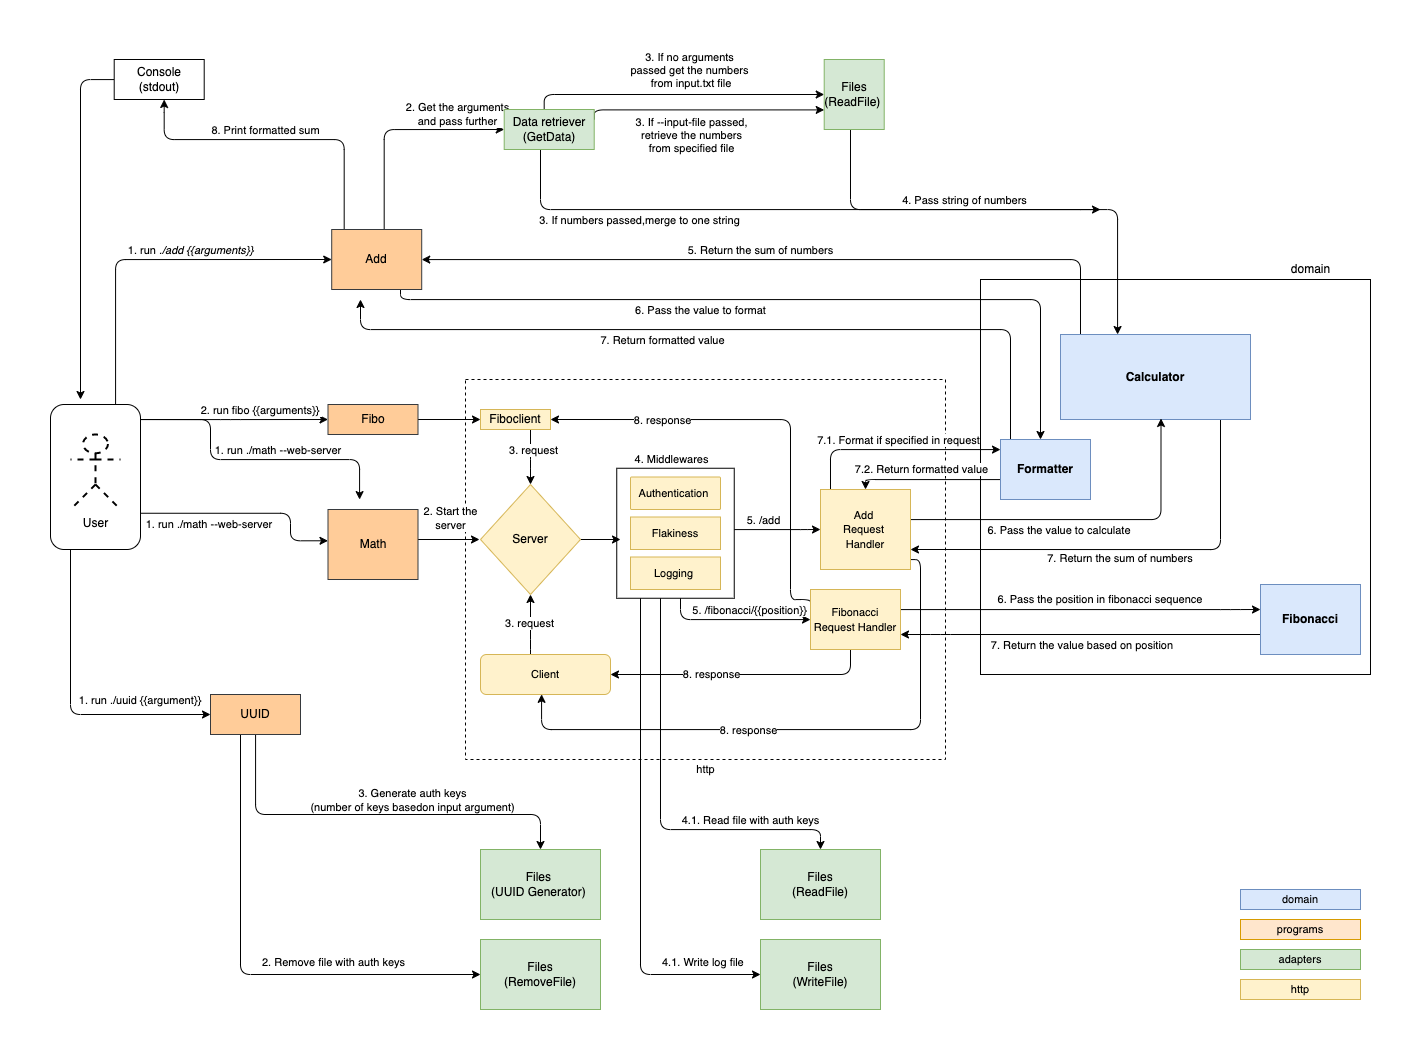 Console
(stdout)
3. If no arguments
passed get the numbers
from input.txt file
Files
(ReadFile)
2. Get the arguments
and pass further
Data retriever
(GetData)
3. If --input-file passed,
retrieve the numbers
from specified file
8. Print formatted sum
4. Pass string of numbers
3. If numbers passed,merge to one string
1. run ./add {{arguments}}
Add
5. Return the sum of numbers
domain
6. Pass the value to format
7. Return formatted value
Calculator
User
2. run fibo {{arguments}}
Fibo
Fiboclient
8. response
1. run ./math --web-server
3. request
4. Middlewares
7.1. Format if specified in request
7.2. Return formatted value
Formatter
Authentication
1. run ./math --web-server
Math
2. Start the
server
Server
Flakiness
5. /add
Add
Request
Handler
6. Pass the value to calculate
7. Return the sum of numbers
Logging
3. request
5. /fibonacci/{{position}}
Fibonacci
Request Handler
6. Pass the position in fibonacci sequence
Fibonacci
7. Return the value based on position
Client
8. response
1. run ./uuid {{argument}}
UUID
8. response
http
3. Generate auth keys
(number of keys basedon input argument)
4.1. Read file with auth keys
Files
(UUID Generator)
Files
(ReadFile)
2. Remove file with auth keys
Files
(RemoveFile)
4.1. Write log file
Files
(WriteFile)
domain
programs
adapters
http